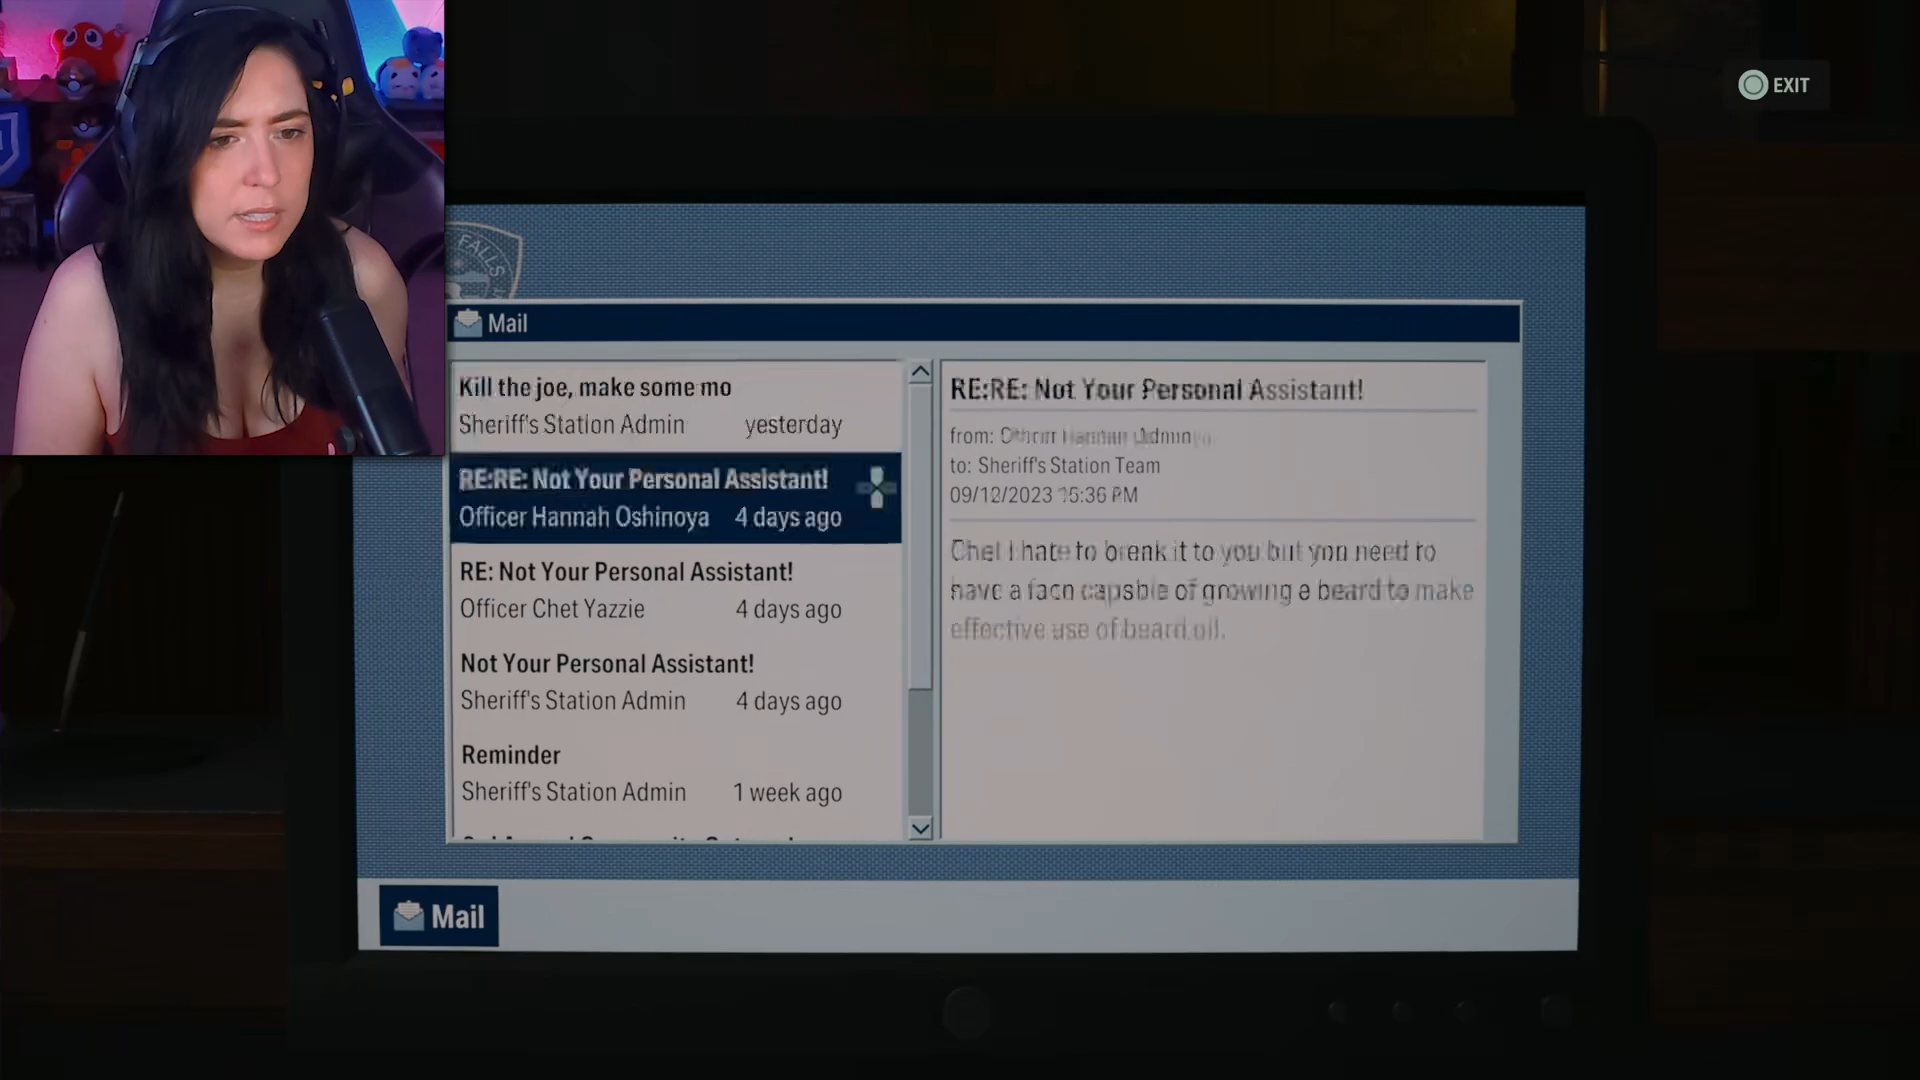 EXIT
FALLS
Mail
Kill the joe, make some mo
Sheriff's Station Admin yesterday
RE:RE: Not Your Personal Assistant!
Officer Hannah Oshinoya 4 days ago
RE: Not Your Personal Assistant!
Officer Chet Yazzie 4 days ago
Not Your Personal Assistant!
Sheriff's Station Admin 4 days ago
Reminder
Sheriff's Station Admin 1 week ago
RE:RE: Not Your Personal Assistant!
from:
to: Sheriff's Station Team
09/12/2023 PM
I hate to break it to you but you need to
have a face capable of growing a beard to make
effective use of beard oil.
Mail